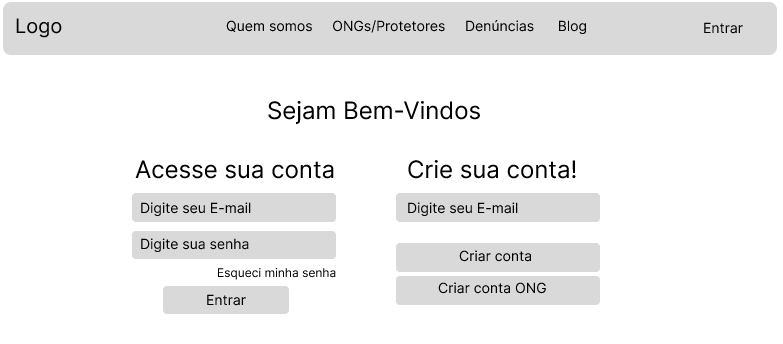 Logo
Quem somos
ONGs/Protetores
Denúncias
Blog
Entrar
Sejam Bem-Vindos
Acesse sua conta
Digite seu E-mail
Digite sua senha
Esqueci minha senha
Entrar
Crie sua conta!
Digite seu E-mail
Criar conta
Criar conta ONG